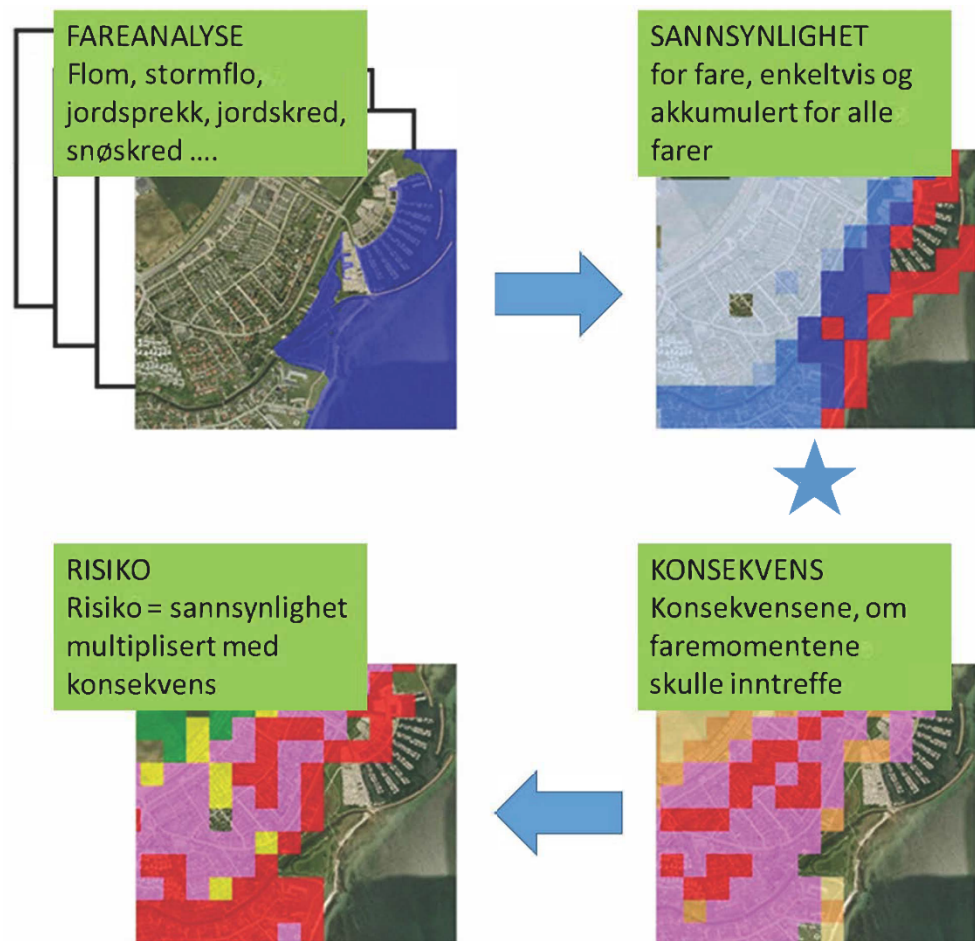 FAREANALYSE
Flom, stormflo,
jordsprekk, jordskred,
snøskred ....
SANNSYNLIGHET
for fare, enkeltvis og
akkumulert for alle
farer
RISIKO
Risiko = sannsynlighet
multiplisert med
konsekvens
KONSEKVENS
Konsekvensene, om
faremomentene
skulle inntreffe